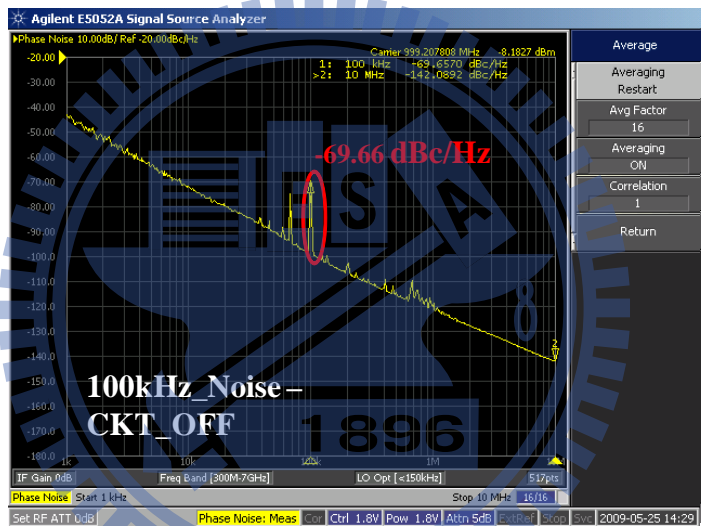 Agilent E5052A Signal Source Analyzer
Phase Noise 10.00dB/ Ref -20.00dBc/Hz
Carrier 999.207808 MHz -8.1827 dBm
1: 100 kHz -69.6570 dBc/Hz
>2: 10 MHz -142.0892 dBc/Hz
-20.00
-30.00
-40.00
-50.00
-60.00
-70.00
-80.00
-90.00
-100.0
-110.0
-120.0
-130.0
-140.0
-150.0
-160.0
-170.0
-180.0
-69.66 dBc/Hz
2
100kHz_Noise –
CKT_OFF
NPSA
1896
1k 10k 100k 1M
IF Gain 0dB Freq Band [300M-7GHz] LO Opt [<150kHz] 517pts
Phase Noise Start 1 kHz Stop 10 MHz 16/16
Set RF ATT 0dB Phase Noise: Meas Cor Ctrl 1.8V Pow 1.8V Attn 5dB ExtRef Stop Svc 2009-05-25 14:29
Average
Averaging
Restart
Avg Factor
16
Averaging
ON
Correlation
1
Return